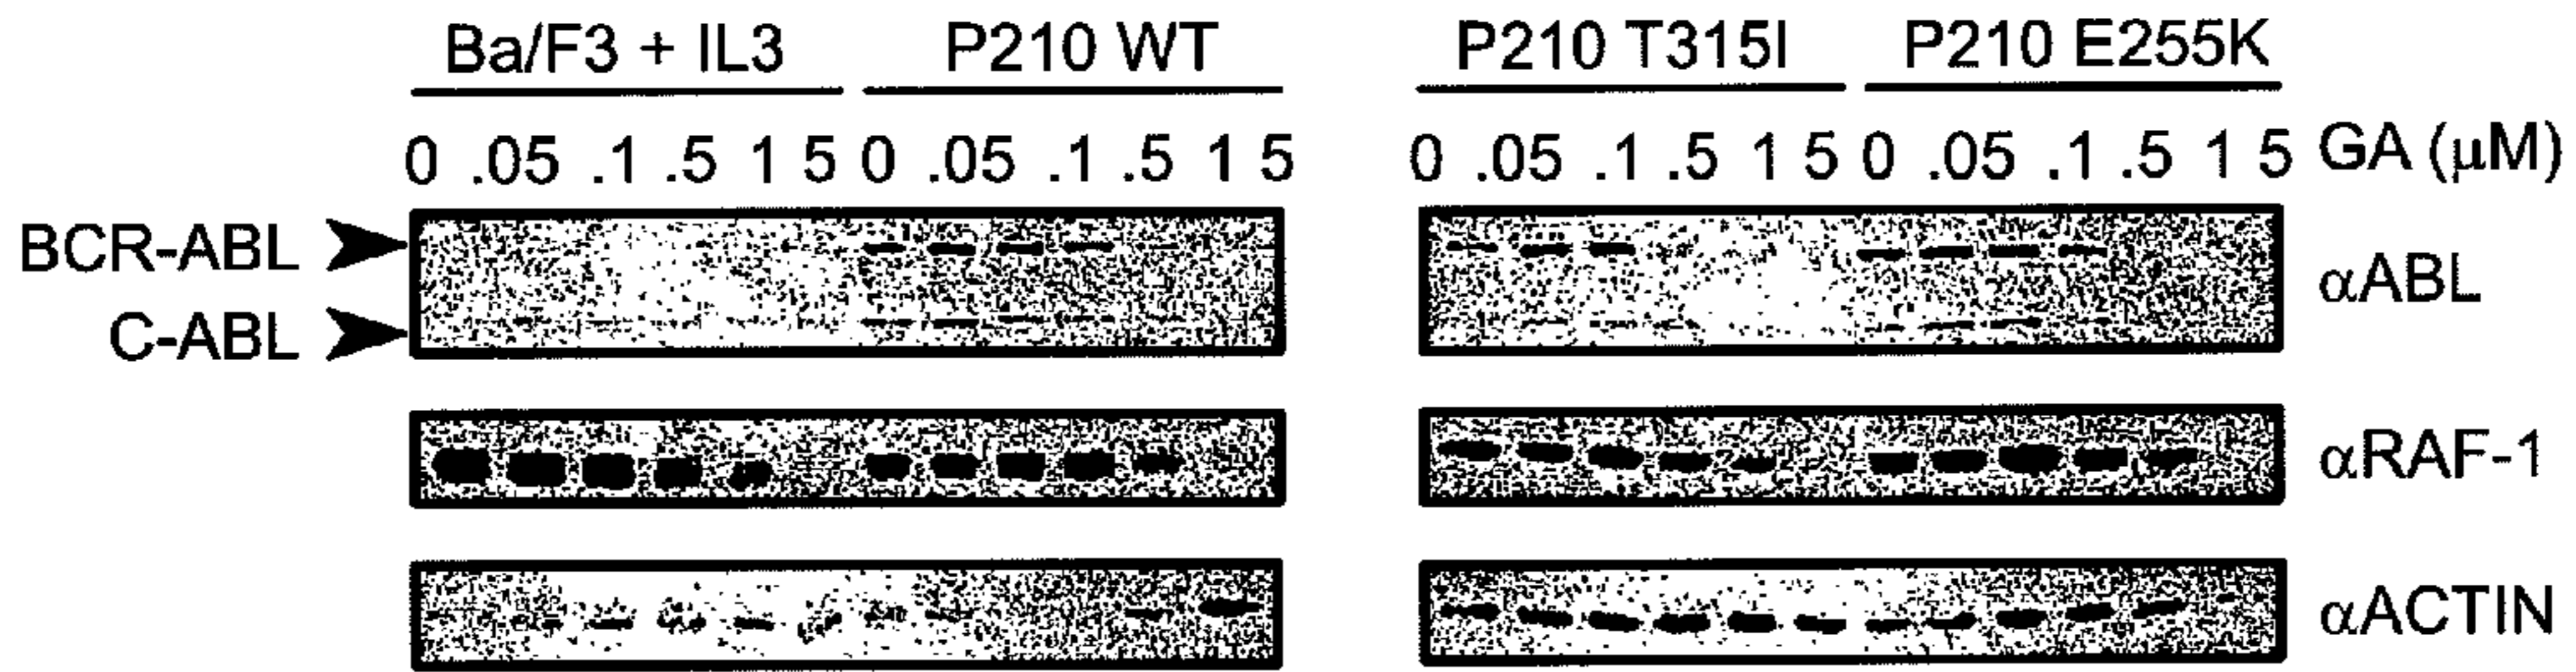 Ba/F3 + IL3 P210 WT P210 T315I P210 E255K
0 .05 .1 .5 1 5 0 .05 .1 .5 1 5 0 .05 .1 .5 1 5 0 .05 .1 .5 1 5 GA (μM)
BCR-ABL
αABL
C-ABL
αRAF-1
αACTIN